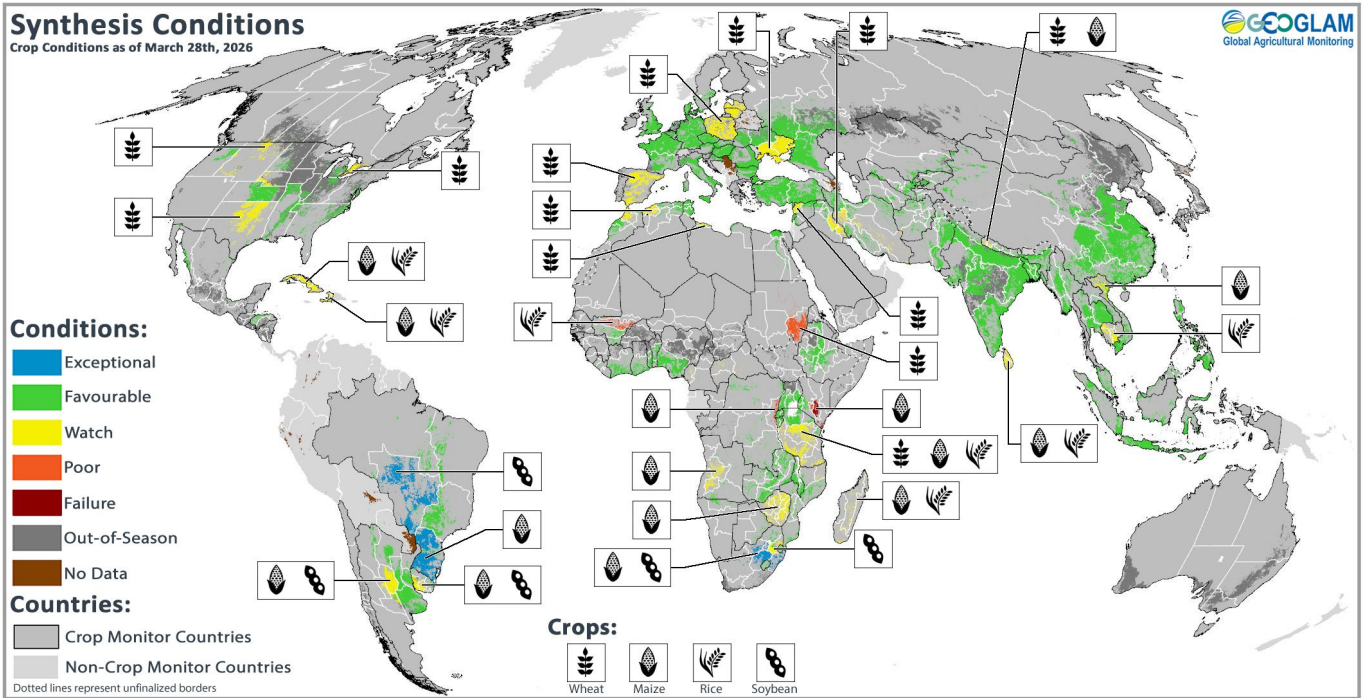 Synthesis Conditions
Crop Conditions as of March 28th, 2026
GEOGLAM
Global Agricultural Monitoring
Conditions:
Exceptional
Favourable
Watch
Poor
Failure
Out-of-Season
No Data
Countries:
Crop Monitor Countries
Non-Crop Monitor Countries
Dotted lines represent unfinalized borders
Crops:
Wheat
Maize
Rice
Soybean